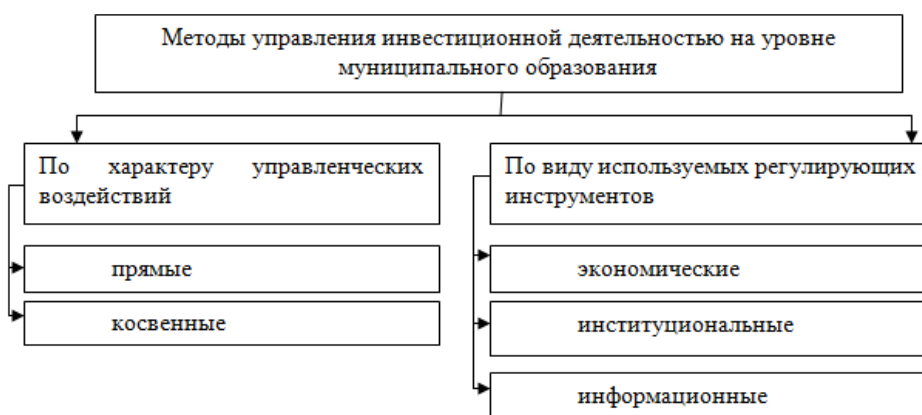 Методы управления инвестиционной деятельностью на уровне
муниципального образования
По характеру управленческих
воздействий
прямые
косвенные
По виду используемых регулирующих
инструментов
экономические
институциональные
информационные